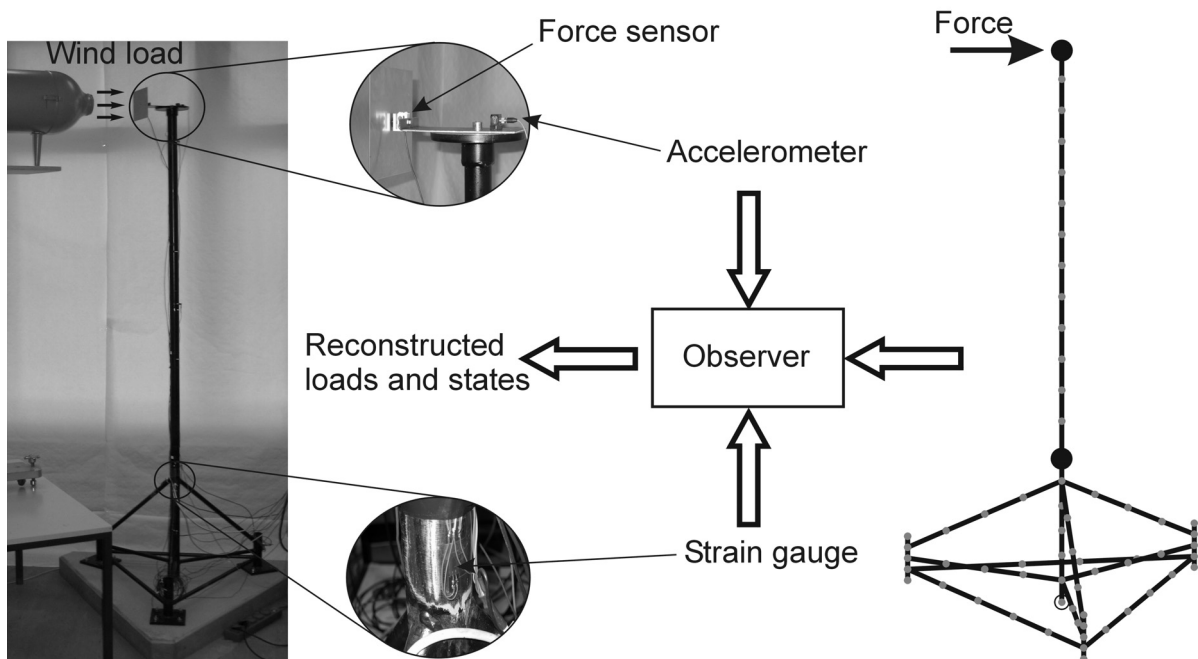 Wind load
Force sensor
Force
Accelerometer
Reconstructed
loads and states
Observer
Strain gauge